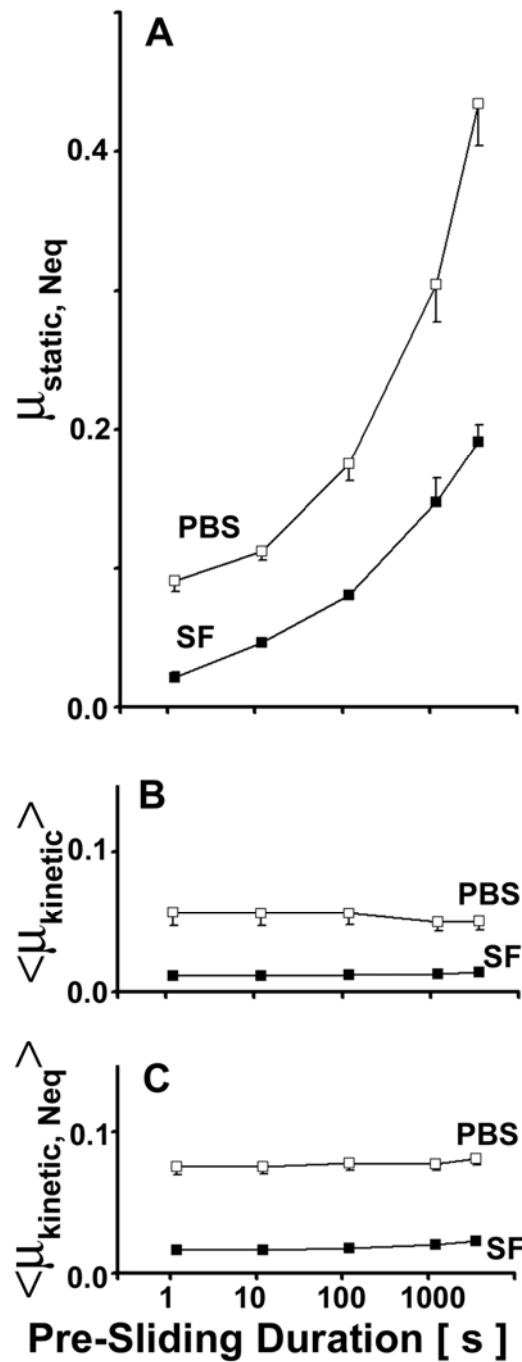 A
0.4
μstatic, Neq
0.2
PBS
SF
0.0
B
<μkinetic>
0.1
PBS
SF
0.0
C
<μkinetic, Neq>
0.1
PBS
SF
0.0
1 10 100 1000
Pre-Sliding Duration [ s ]